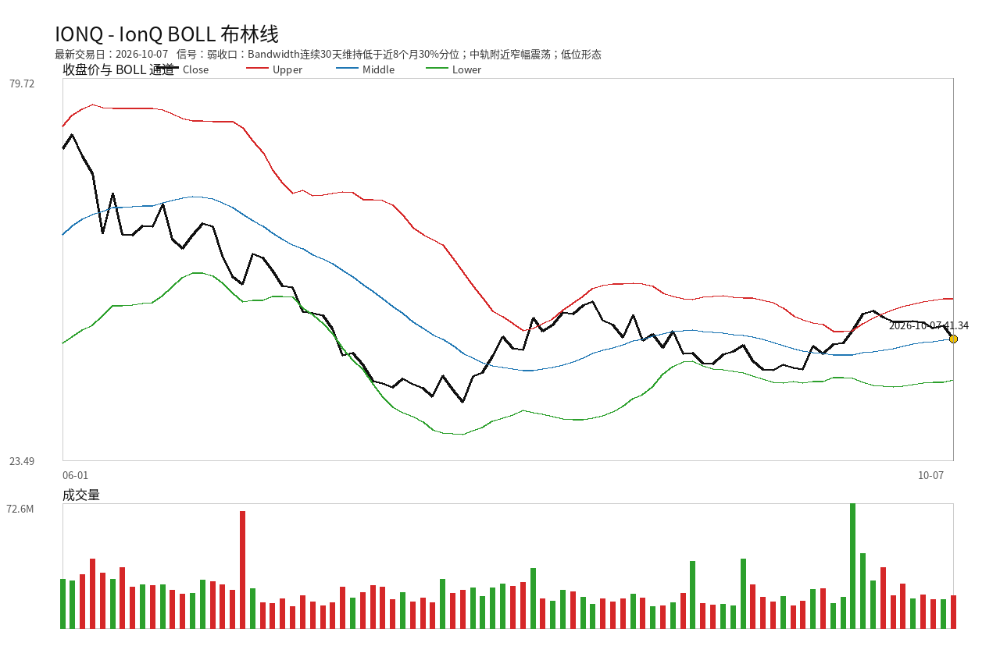 IONQ - IonQ BOLL 布林线
最新交易日：2026-10-07 信号：弱收口：Bandwidth连续30天维持低于近8个月30%分位；中轨附近窄幅震荡；低位形态
收盘价与 BOLL 通道 Close Upper Middle Lower
79.72
2026-10-07 41.34
23.49
06-01 10-07
成交量
72.6M